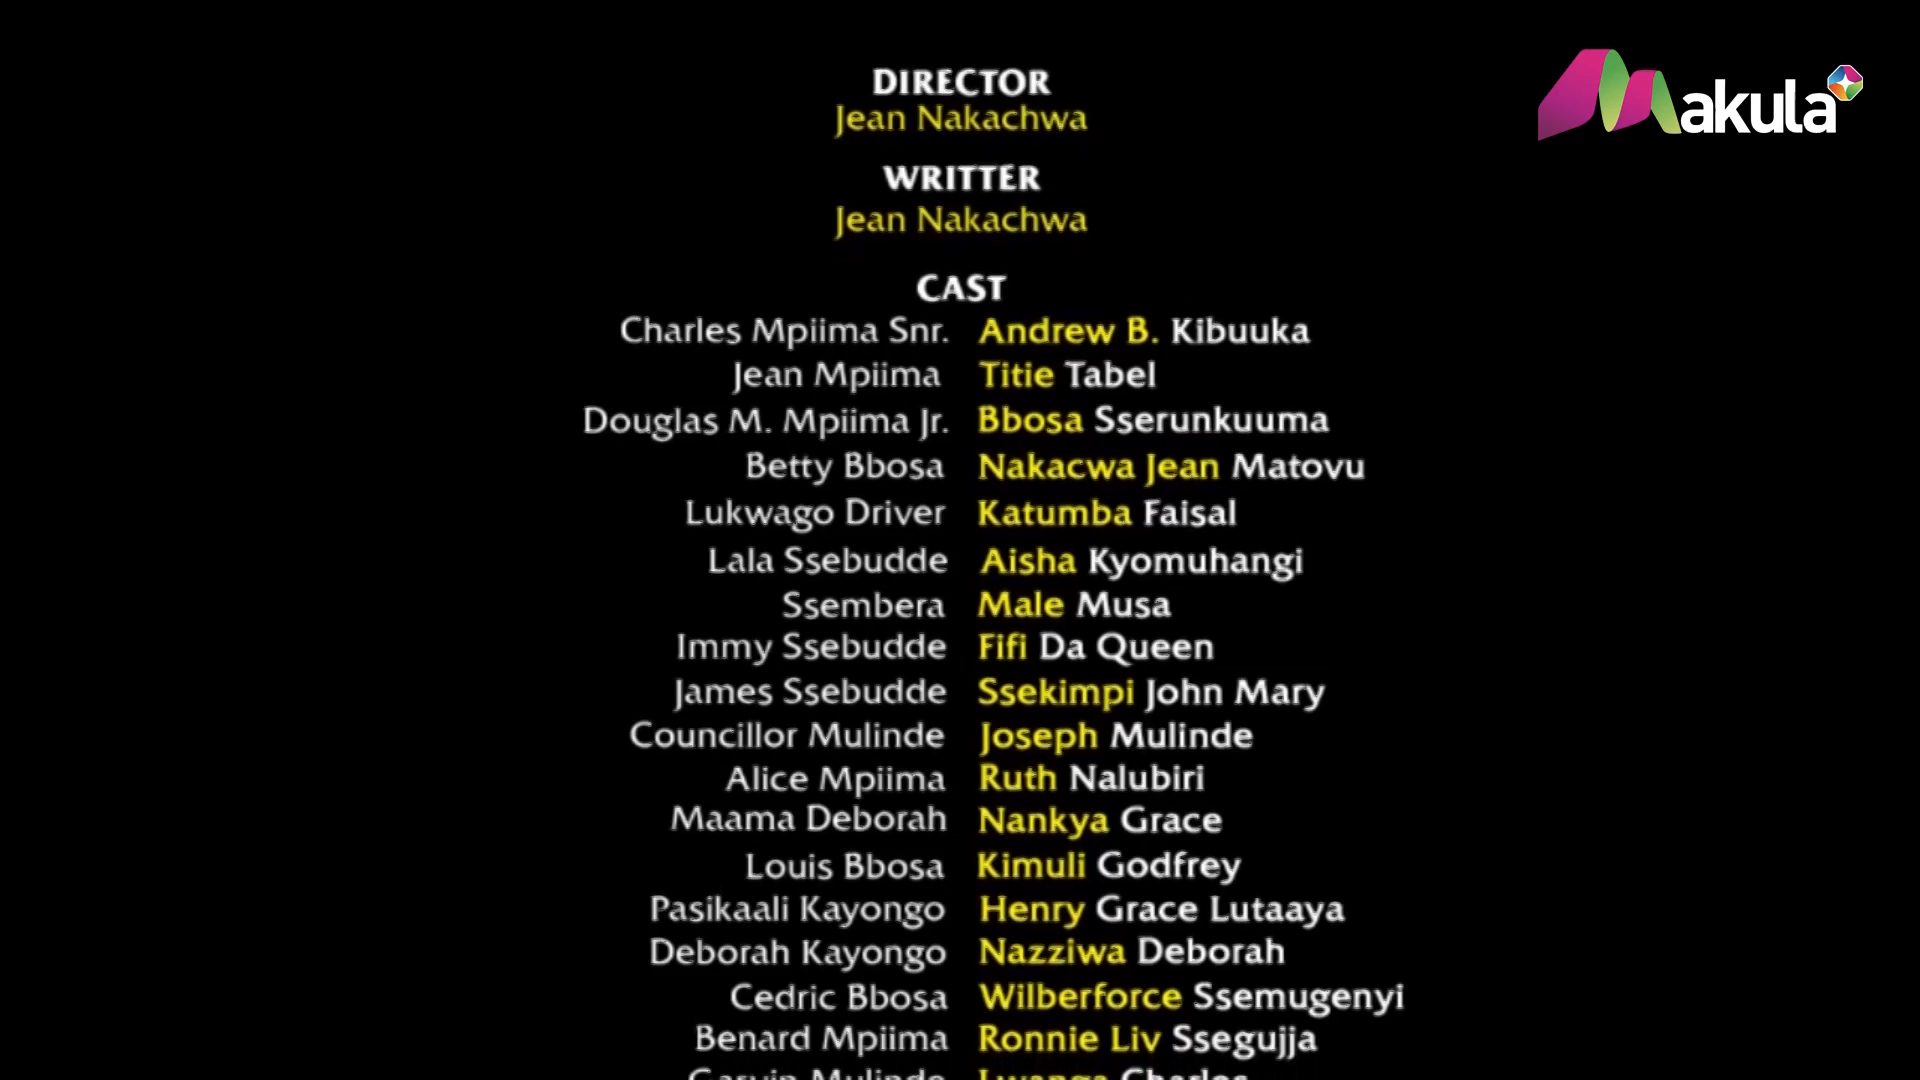 DIRECTOR
Jean Nakachwa
WRITTER
Jean Nakachwa
CAST
Charles Mpiima Snr. Andrew B. Kibuuka
Jean Mpiima Titie Tabel
Douglas M. Mpiima Jr. Bbosa Sserunkuuma
Betty Bbosa Nakacwa Jean Matovu
Lukwago Driver Katumba Faisal
Lala Ssebudde Aisha Kyomuhangi
Ssembera Male Musa
Immy Ssebudde Fifi Da Queen
James Ssebudde Ssekimpi John Mary
Councillor Mulinde Joseph Mulinde
Alice Mpiima Ruth Nalubiri
Maama Deborah Nankya Grace
Louis Bbosa Kimuli Godfrey
Pasikaali Kayongo Henry Grace Lutaaya
Deborah Kayongo Nazziwa Deborah
Cedric Bbosa Wilberforce Ssemugenyi
Benard Mpiima Ronnie Liv Ssegujja
Mulinde Lwanga Charles
Makula